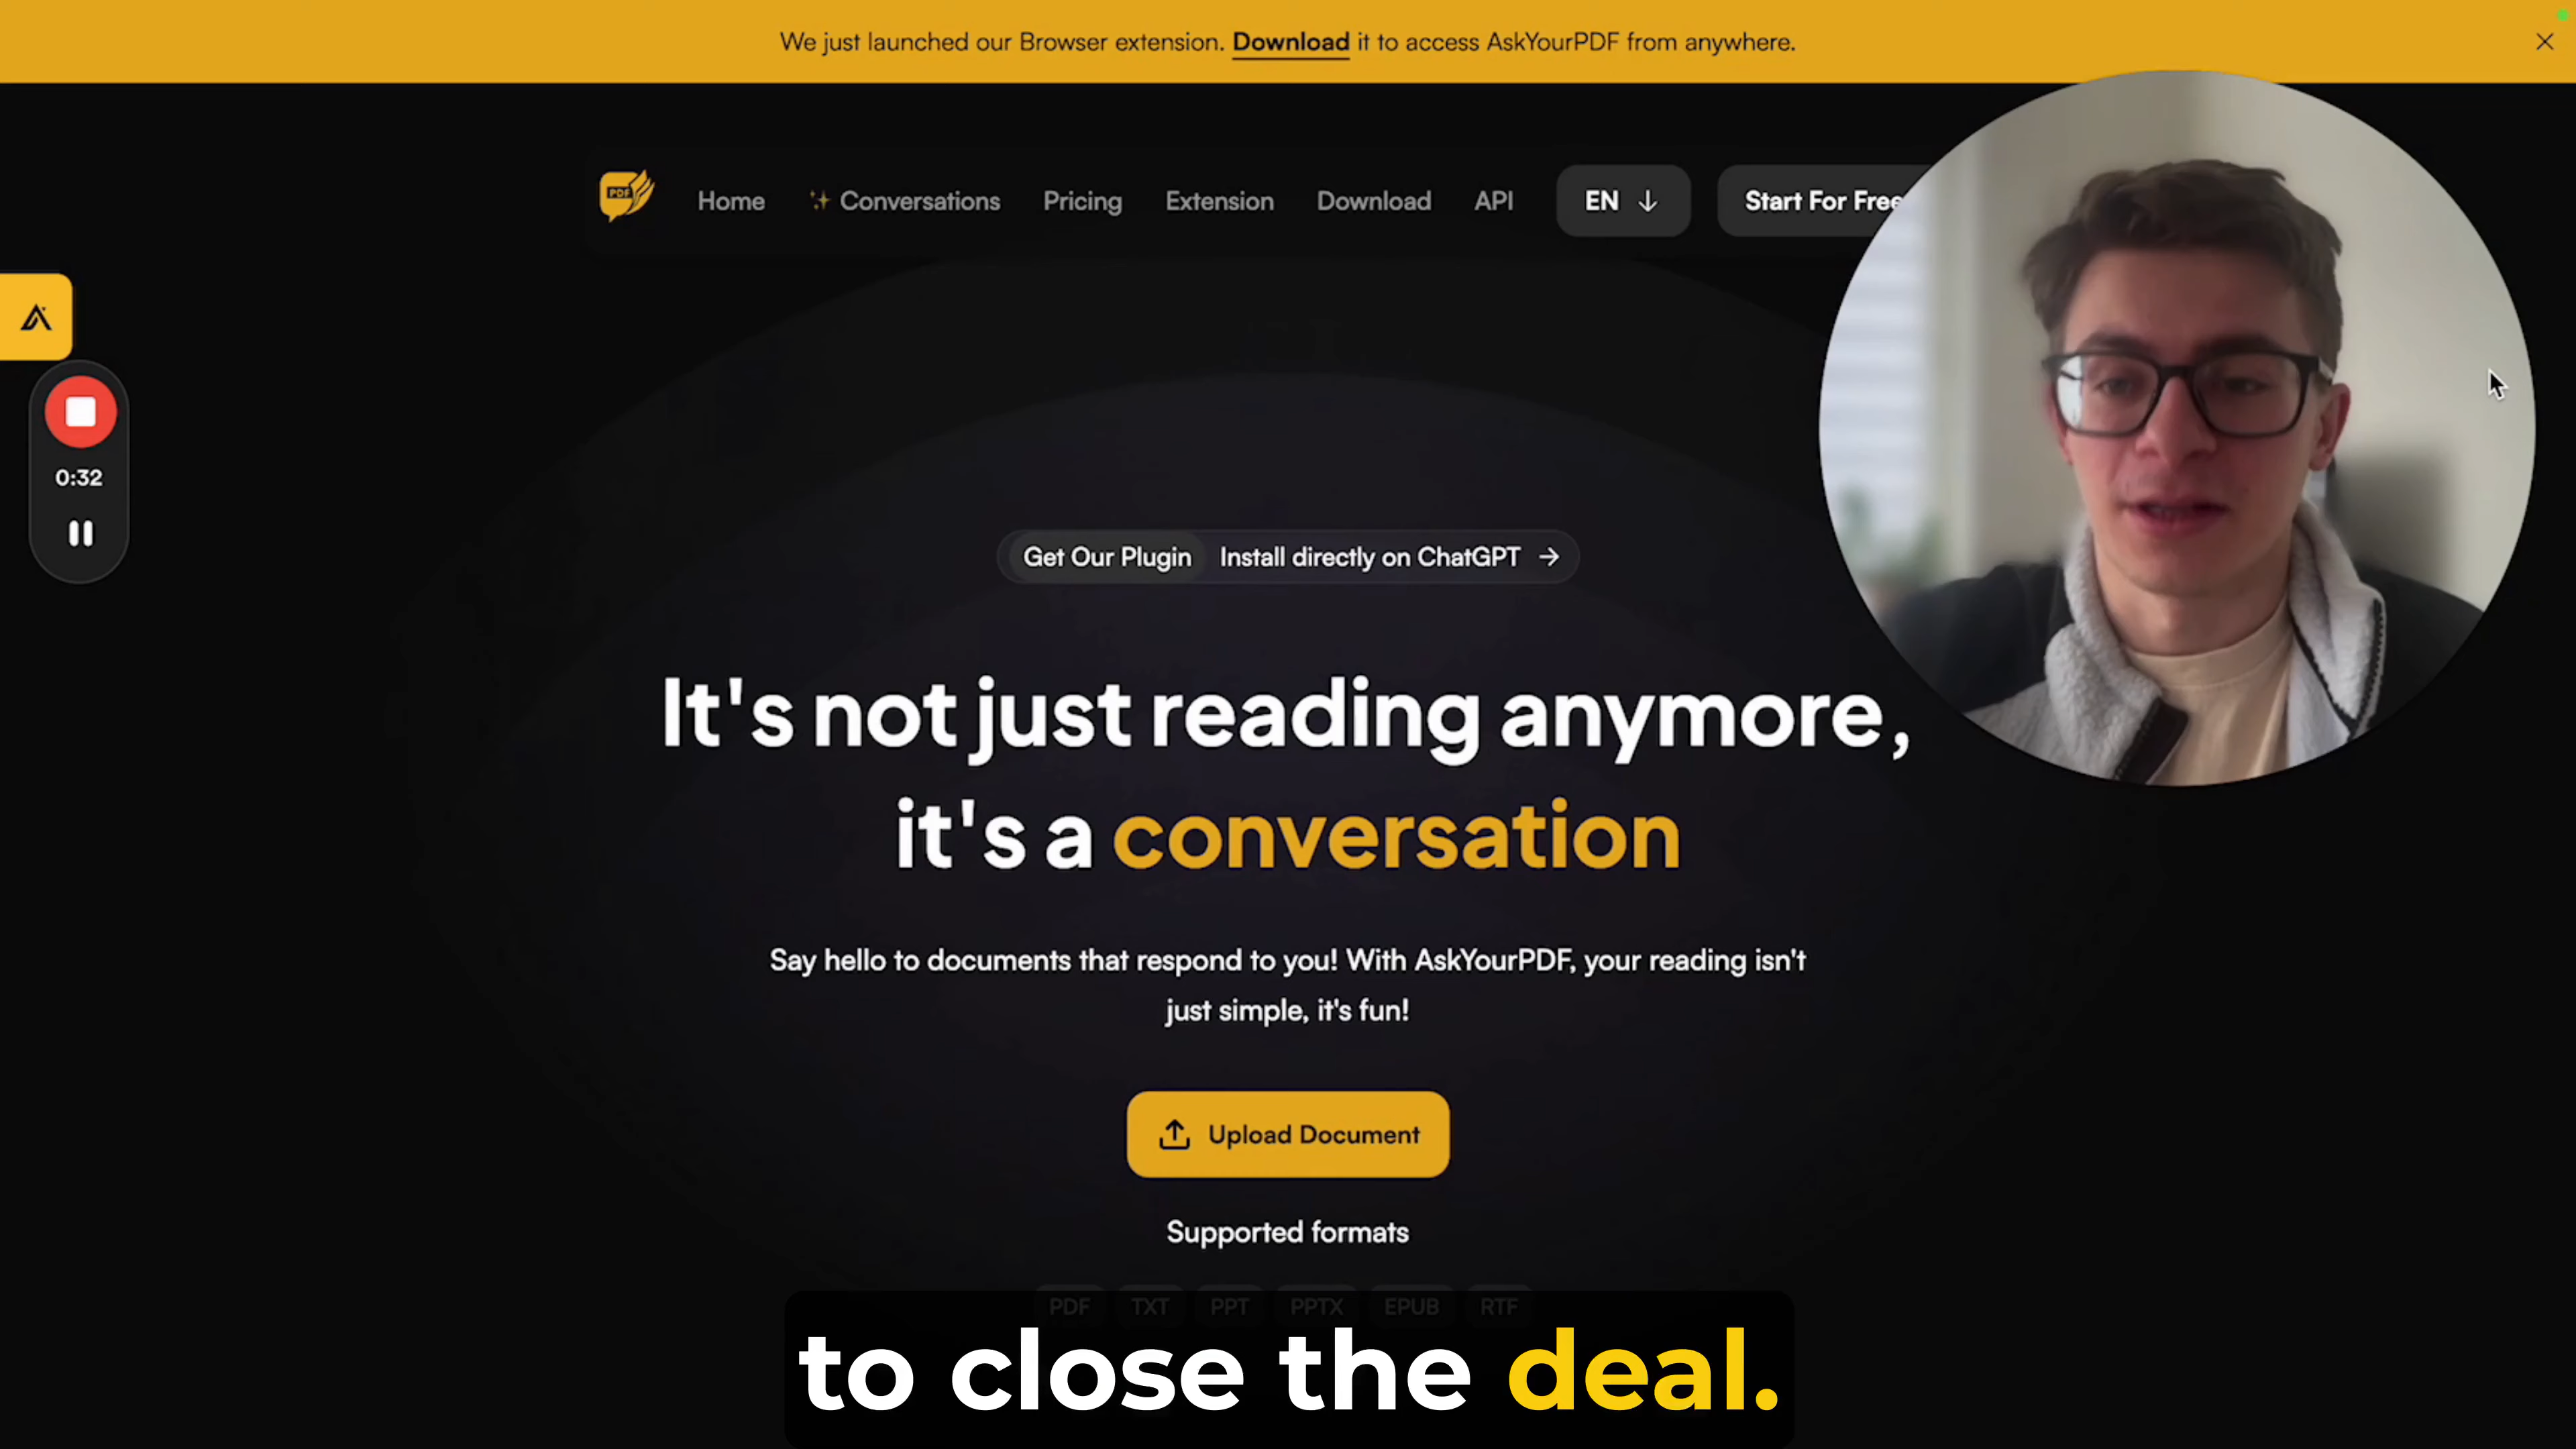 We just launched our Browser extension. Download it to access AskYourPDF from anywhere.
PDF
Home
Conversations
Pricing
Extension
Download
API
EN
Start For Free
0:32
Get Our Plugin
Install directly on ChatGPT
It's not just reading anymore,
it's a conversation
Say hello to documents that respond to you! With AskYourPDF, your reading isn't
just simple, it's fun!
Upload Document
Supported formats
PDF TXT PPT PPTX EPUB RTF
to close the deal.